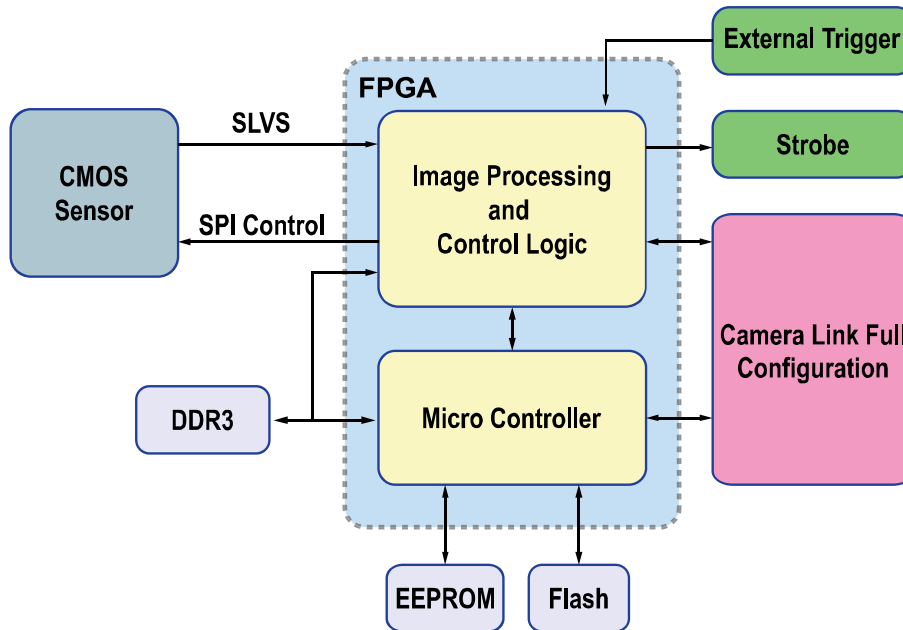 External Trigger
FPGA
SLVS
CMOS
Sensor
Image Processing
and
Control Logic
Strobe
SPI Control
Camera Link Full
Configuration
DDR3
Micro Controller
EEPROM
Flash